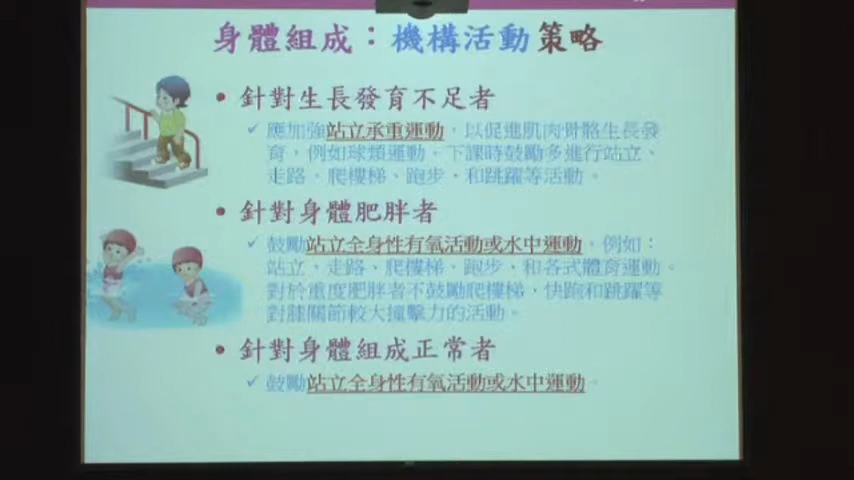 身體組成：機構活動策略
• 針對生長發育不足者
✓ 應加強站立承重運動，以促進肌肉骨骼生長發
育，例如球類運動、下課時鼓勵多進行站立、
走路、爬樓梯、跑步、和跳躍等活動。
• 針對身體肥胖者
✓ 鼓勵站立全身性有氧活動或水中運動。例如：
站立、走路、爬樓梯、跑步、和各式體育運動。
對於重度肥胖者不鼓勵爬樓梯，快跑和跳躍等
對膝關節較大撞擊力的活動。
• 針對身體組成正常者
✓ 鼓勵站立全身性有氧活動或水中運動。